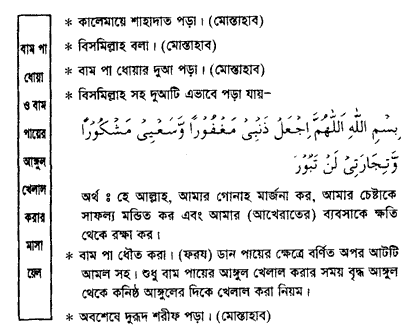 বাম পা
ধোয়া
ও বাম
পায়ের
আঙ্গুল
খেলাল
করার
মাসা
য়েল
* কালেমায়ে শাহাদাত পড়া। (মোস্তাহাব)
* বিসমিল্লাহ বলা। (মোস্তাহাব)
* বাম পা ধোয়ার দুআ পড়া। (মোস্তাহাব)
* বিসমিল্লাহ সহ দুআটি এভাবে পড়া যায়–
بِسْمِ اللهِ اَللّٰهُمَّ اجْعَلْ ذَنْبِىْ مَغْفُوْرًا وَّسَعْيِىْ مَشْكُوْرًا
وَّتِجَارَتِىْ لَنْ تَبُوْرَ
অর্থ ঃ হে আল্লাহ, আমার গোনাহ মার্জনা কর, আমার চেষ্টাকে
সাফল্য মন্ডিত কর এবং আমার (আখেরাতের) ব্যবসাকে ক্ষতি
থেকে রক্ষা কর।
* বাম পা ধৌত করা। (ফরয) ডান পায়ের ক্ষেত্রে বর্ণিত অপর আটটি
আমল সহ। শুধু বাম পায়ের আঙ্গুল খেলাল করার সময় বৃদ্ধ আঙ্গুল
থেকে কনিষ্ঠ আঙ্গুলের দিকে খেলাল করা নিয়ম।
* অবশেষে দুরূদ শরীফ পড়া। (মোস্তাহাব)